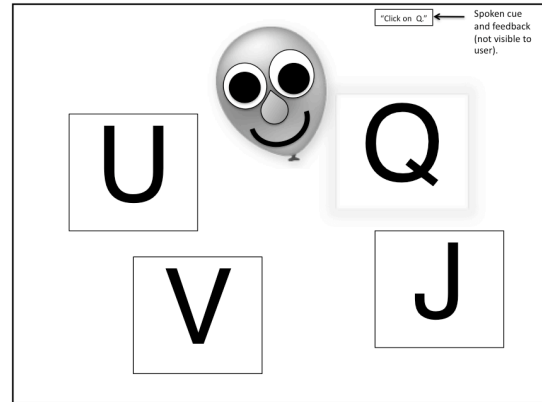 "Click on Q."
Spoken cue
and feedback
(not visible to
user).
U
Q
V
J